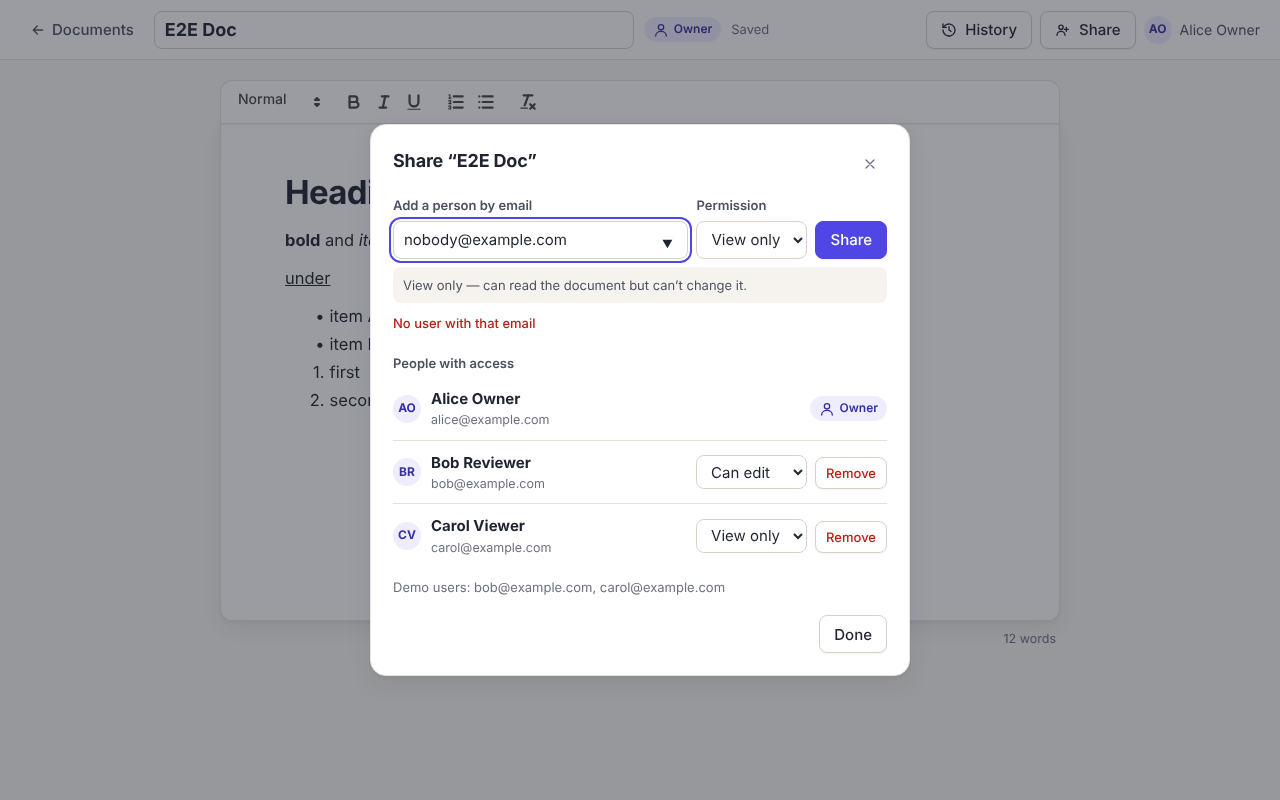 Documents
E2E Doc
Owner
Saved
History
Share
AO
Alice Owner
Normal
Share “E2E Doc”
Add a person by email
Permission
nobody@example.com
View only
Share
View only — can read the document but can’t change it.
No user with that email
People with access
AO
Alice Owner
alice@example.com
Owner
BR
Bob Reviewer
bob@example.com
Can edit
Remove
CV
Carol Viewer
carol@example.com
View only
Remove
Demo users: bob@example.com, carol@example.com
Done
bold and
under
• item
• item
1. first
2.
12 words